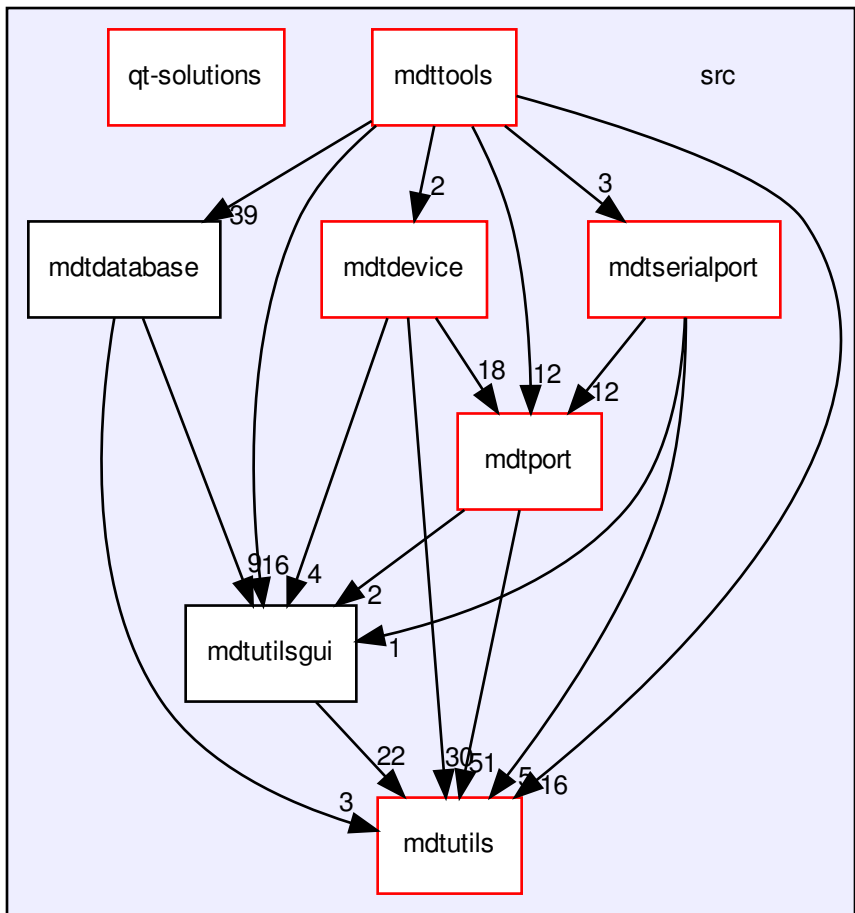 qt-solutions
mdttools
src
2
3
39
mdtdatabase
mdtdevice
mdtserialport
18
12
12
mdtport
9
16
4
2
1
mdtutilsgui
22
30
51
5
16
3
mdtutils